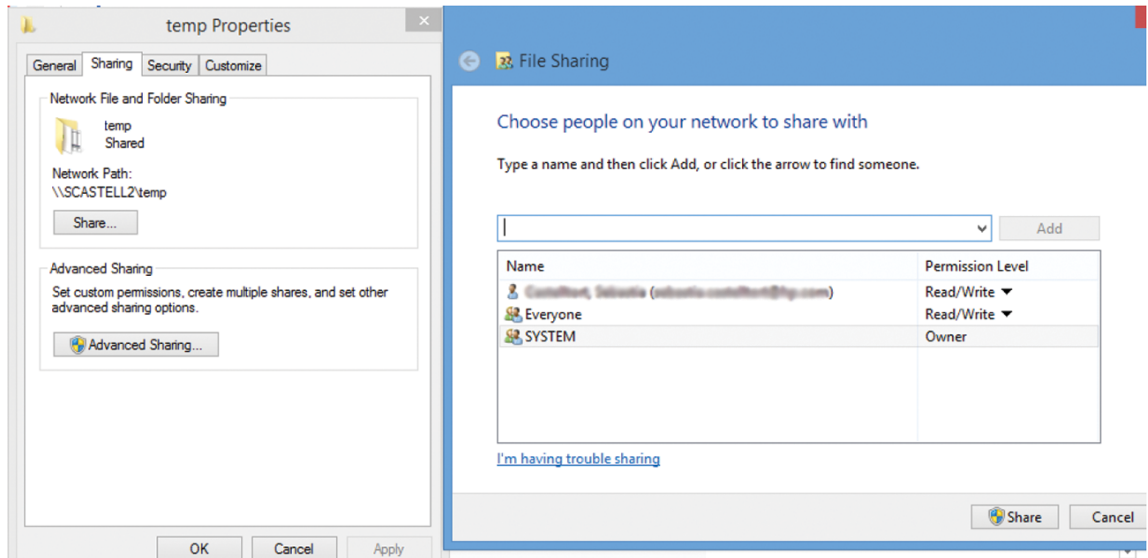 temp Properties
General Sharing Security Customize
Network File and Folder Sharing
temp
Shared
Network Path:
\\SCASTELL2\temp
Share...
Advanced Sharing
Set custom permissions, create multiple shares, and set other
advanced sharing options.
Advanced Sharing...
OK Cancel Apply
File Sharing
Choose people on your network to share with
Type a name and then click Add, or click the arrow to find someone.
Add
Name Permission Level
Read/Write
Everyone Read/Write
SYSTEM Owner
I'm having trouble sharing
Share Cancel